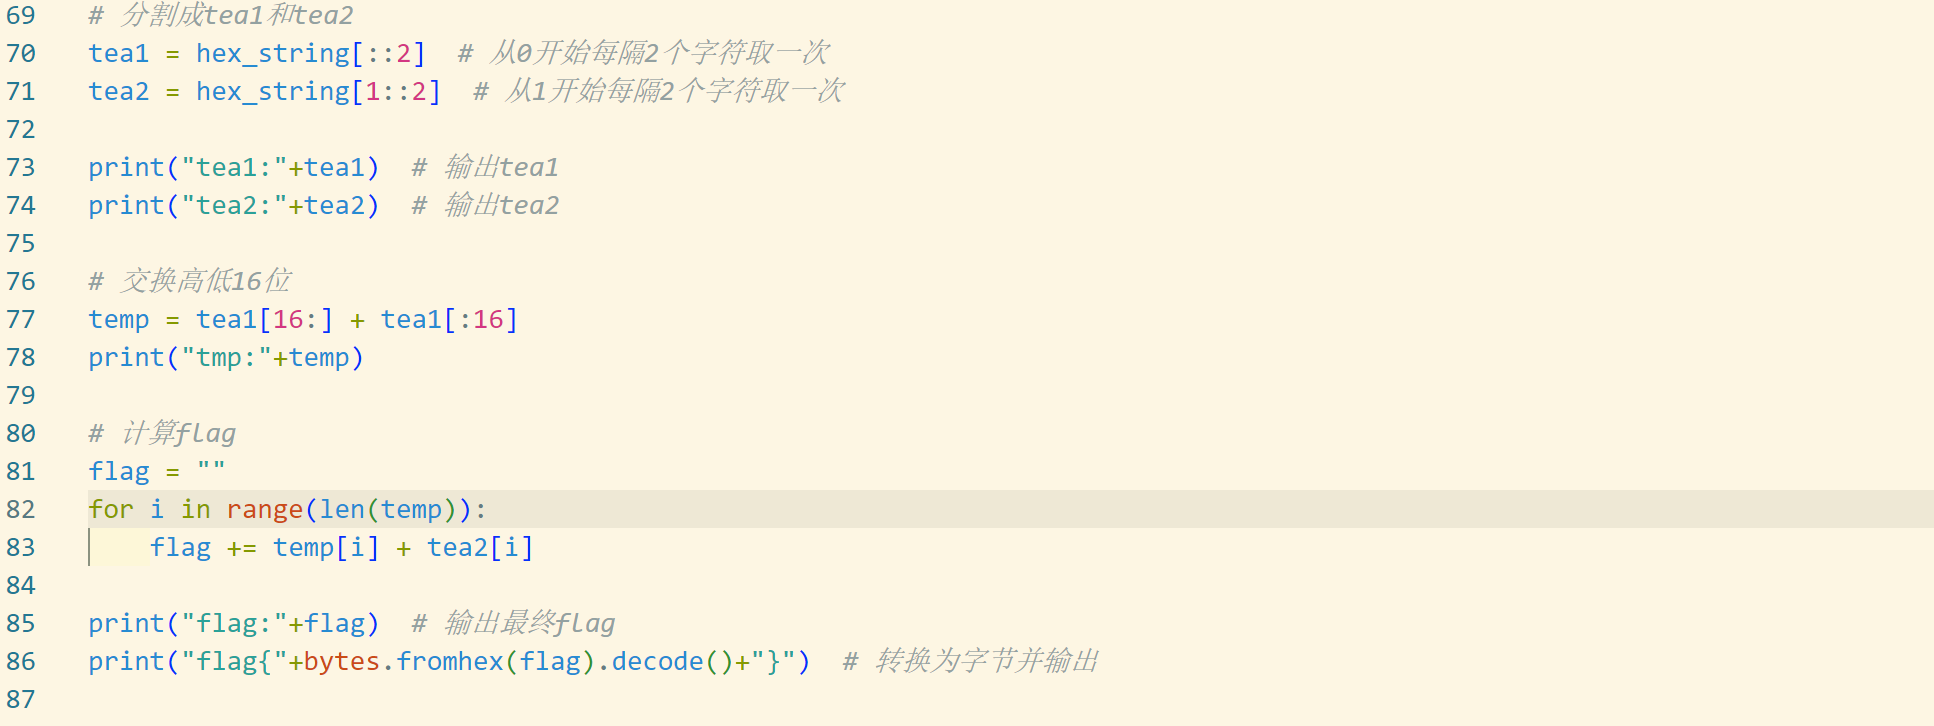 69 # 分割成tea1和tea2
70 tea1 = hex_string[::2]  # 从0开始每隔2个字符取一次
71 tea2 = hex_string[1::2]  # 从1开始每隔2个字符取一次
72
73 print("tea1:"+tea1)  # 输出tea1
74 print("tea2:"+tea2)  # 输出tea2
75
76 # 交换高低16位
77 temp = tea1[16:] + tea1[:16]
78 print("tmp:"+temp)
79
80 # 计算flag
81 flag = ""
82 for i in range(len(temp)):
83     flag += temp[i] + tea2[i]
84
85 print("flag:"+flag)  # 输出最终flag
86 print("flag{"+bytes.fromhex(flag).decode()+"}")  # 转换为字节并输出
87